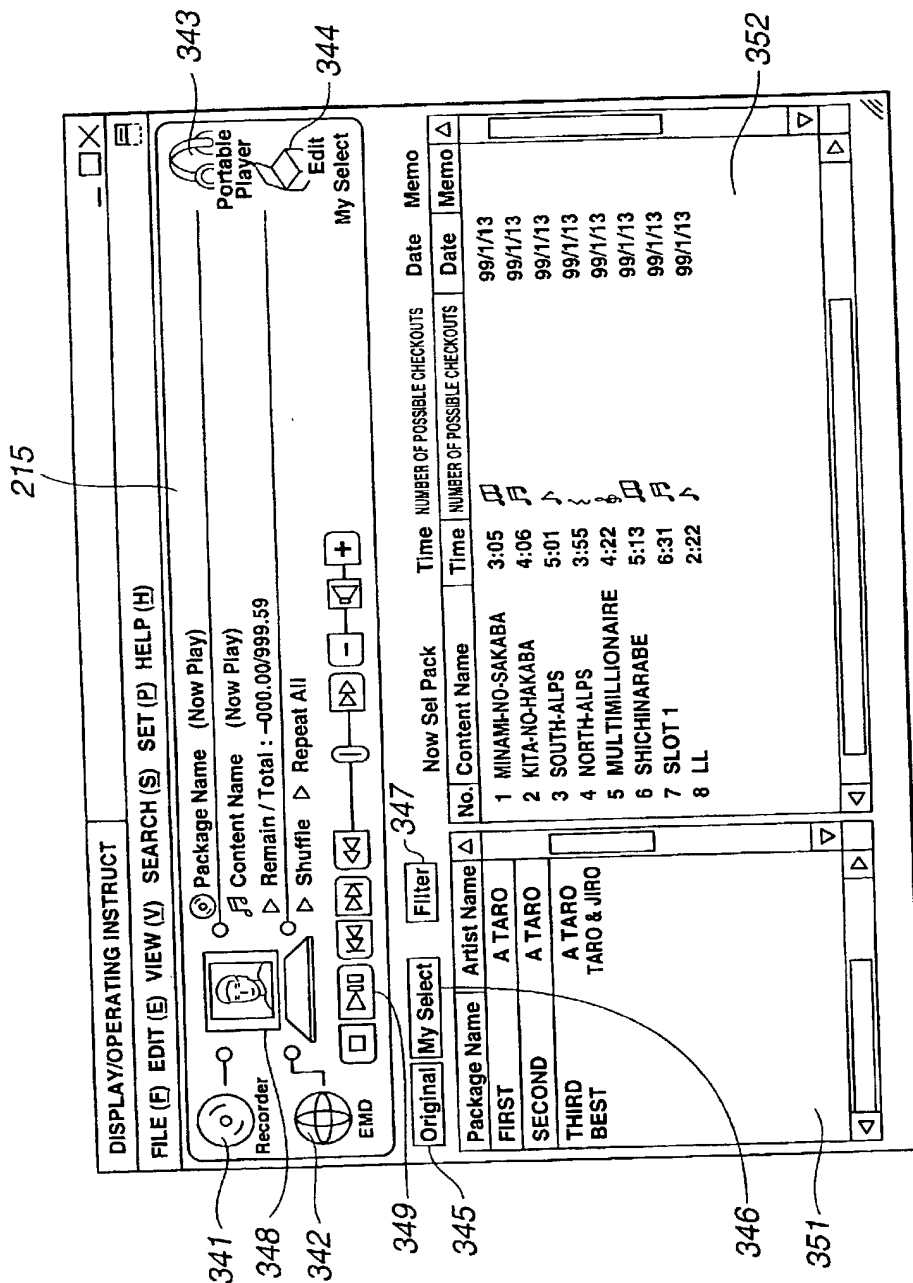 215
DISPLAY/OPERATING INSTRUCT
FILE (F) EDIT (E) VIEW (V) SEARCH (S) SET (P) HELP (H)
341
Recorder
348
342
EMD
Package Name (Now Play)
Content Name (Now Play)
Remain / Total : –000.00/999.59
Shuffle Repeat All
Portable
Player
343
Edit
344
My Select
349
345
Original My Select Filter
347
Now Sel Pack Time NUMBER OF POSSIBLE CHECKOUTS Date Memo
Package Name Artist Name
FIRST A TARO
SECOND A TARO
THIRD A TARO
BEST TARO & JIRO
No. Content Name Time NUMBER OF POSSIBLE CHECKOUTS Date Memo
1 MINAMI-NO-SAKABA 3:05 99/1/13
2 KITA-NO-HAKABA 4:06 99/1/13
3 SOUTH-ALPS 5:01 99/1/13
4 NORTH-ALPS 3:55 99/1/13
5 MULTIMILLIONAIRE 4:22 99/1/13
6 SHICHINARABE 5:13 99/1/13
7 SLOT 1 6:31 99/1/13
8 LL 2:22 99/1/13
346
351
352